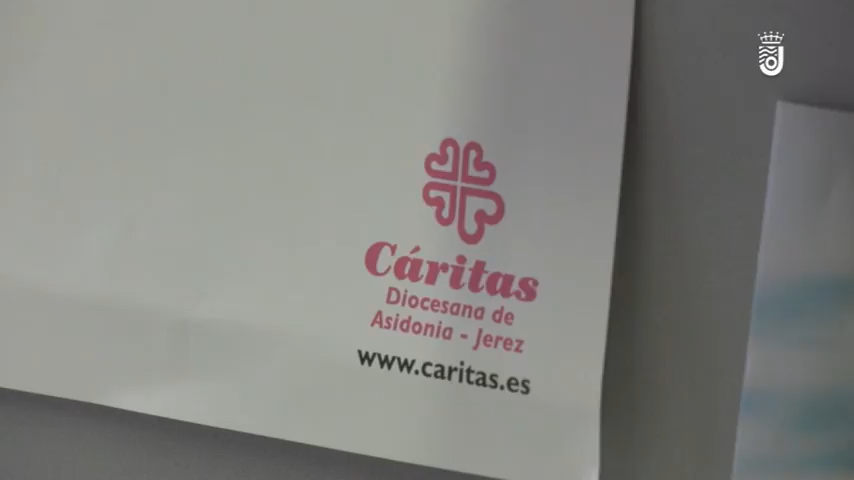 Cáritas
Diocesana de
Asidonia - Jerez
www.caritas.es